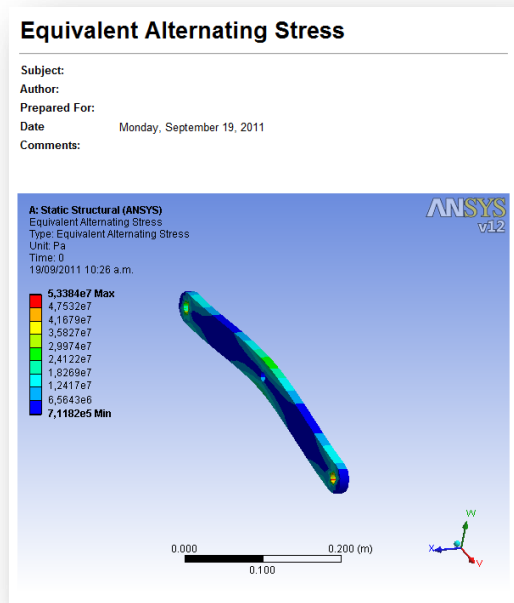 Equivalent Alternating Stress
Subject:
Author:
Prepared For:
Date Monday, September 19, 2011
Comments:
A: Static Structural (ANSYS)
Equivalent Alternating Stress
Type: Equivalent Alternating Stress
Unit: Pa
Time: 0
19/09/2011 10:26 a.m.
ANSYS
v12
5,3384e7 Max
4,7532e7
4,1679e7
3,5827e7
2,9974e7
2,4122e7
1,8269e7
1,2417e7
6,5643e6
7,1182e5 Min
0.000 0.200 (m)
0.100
W
X
V